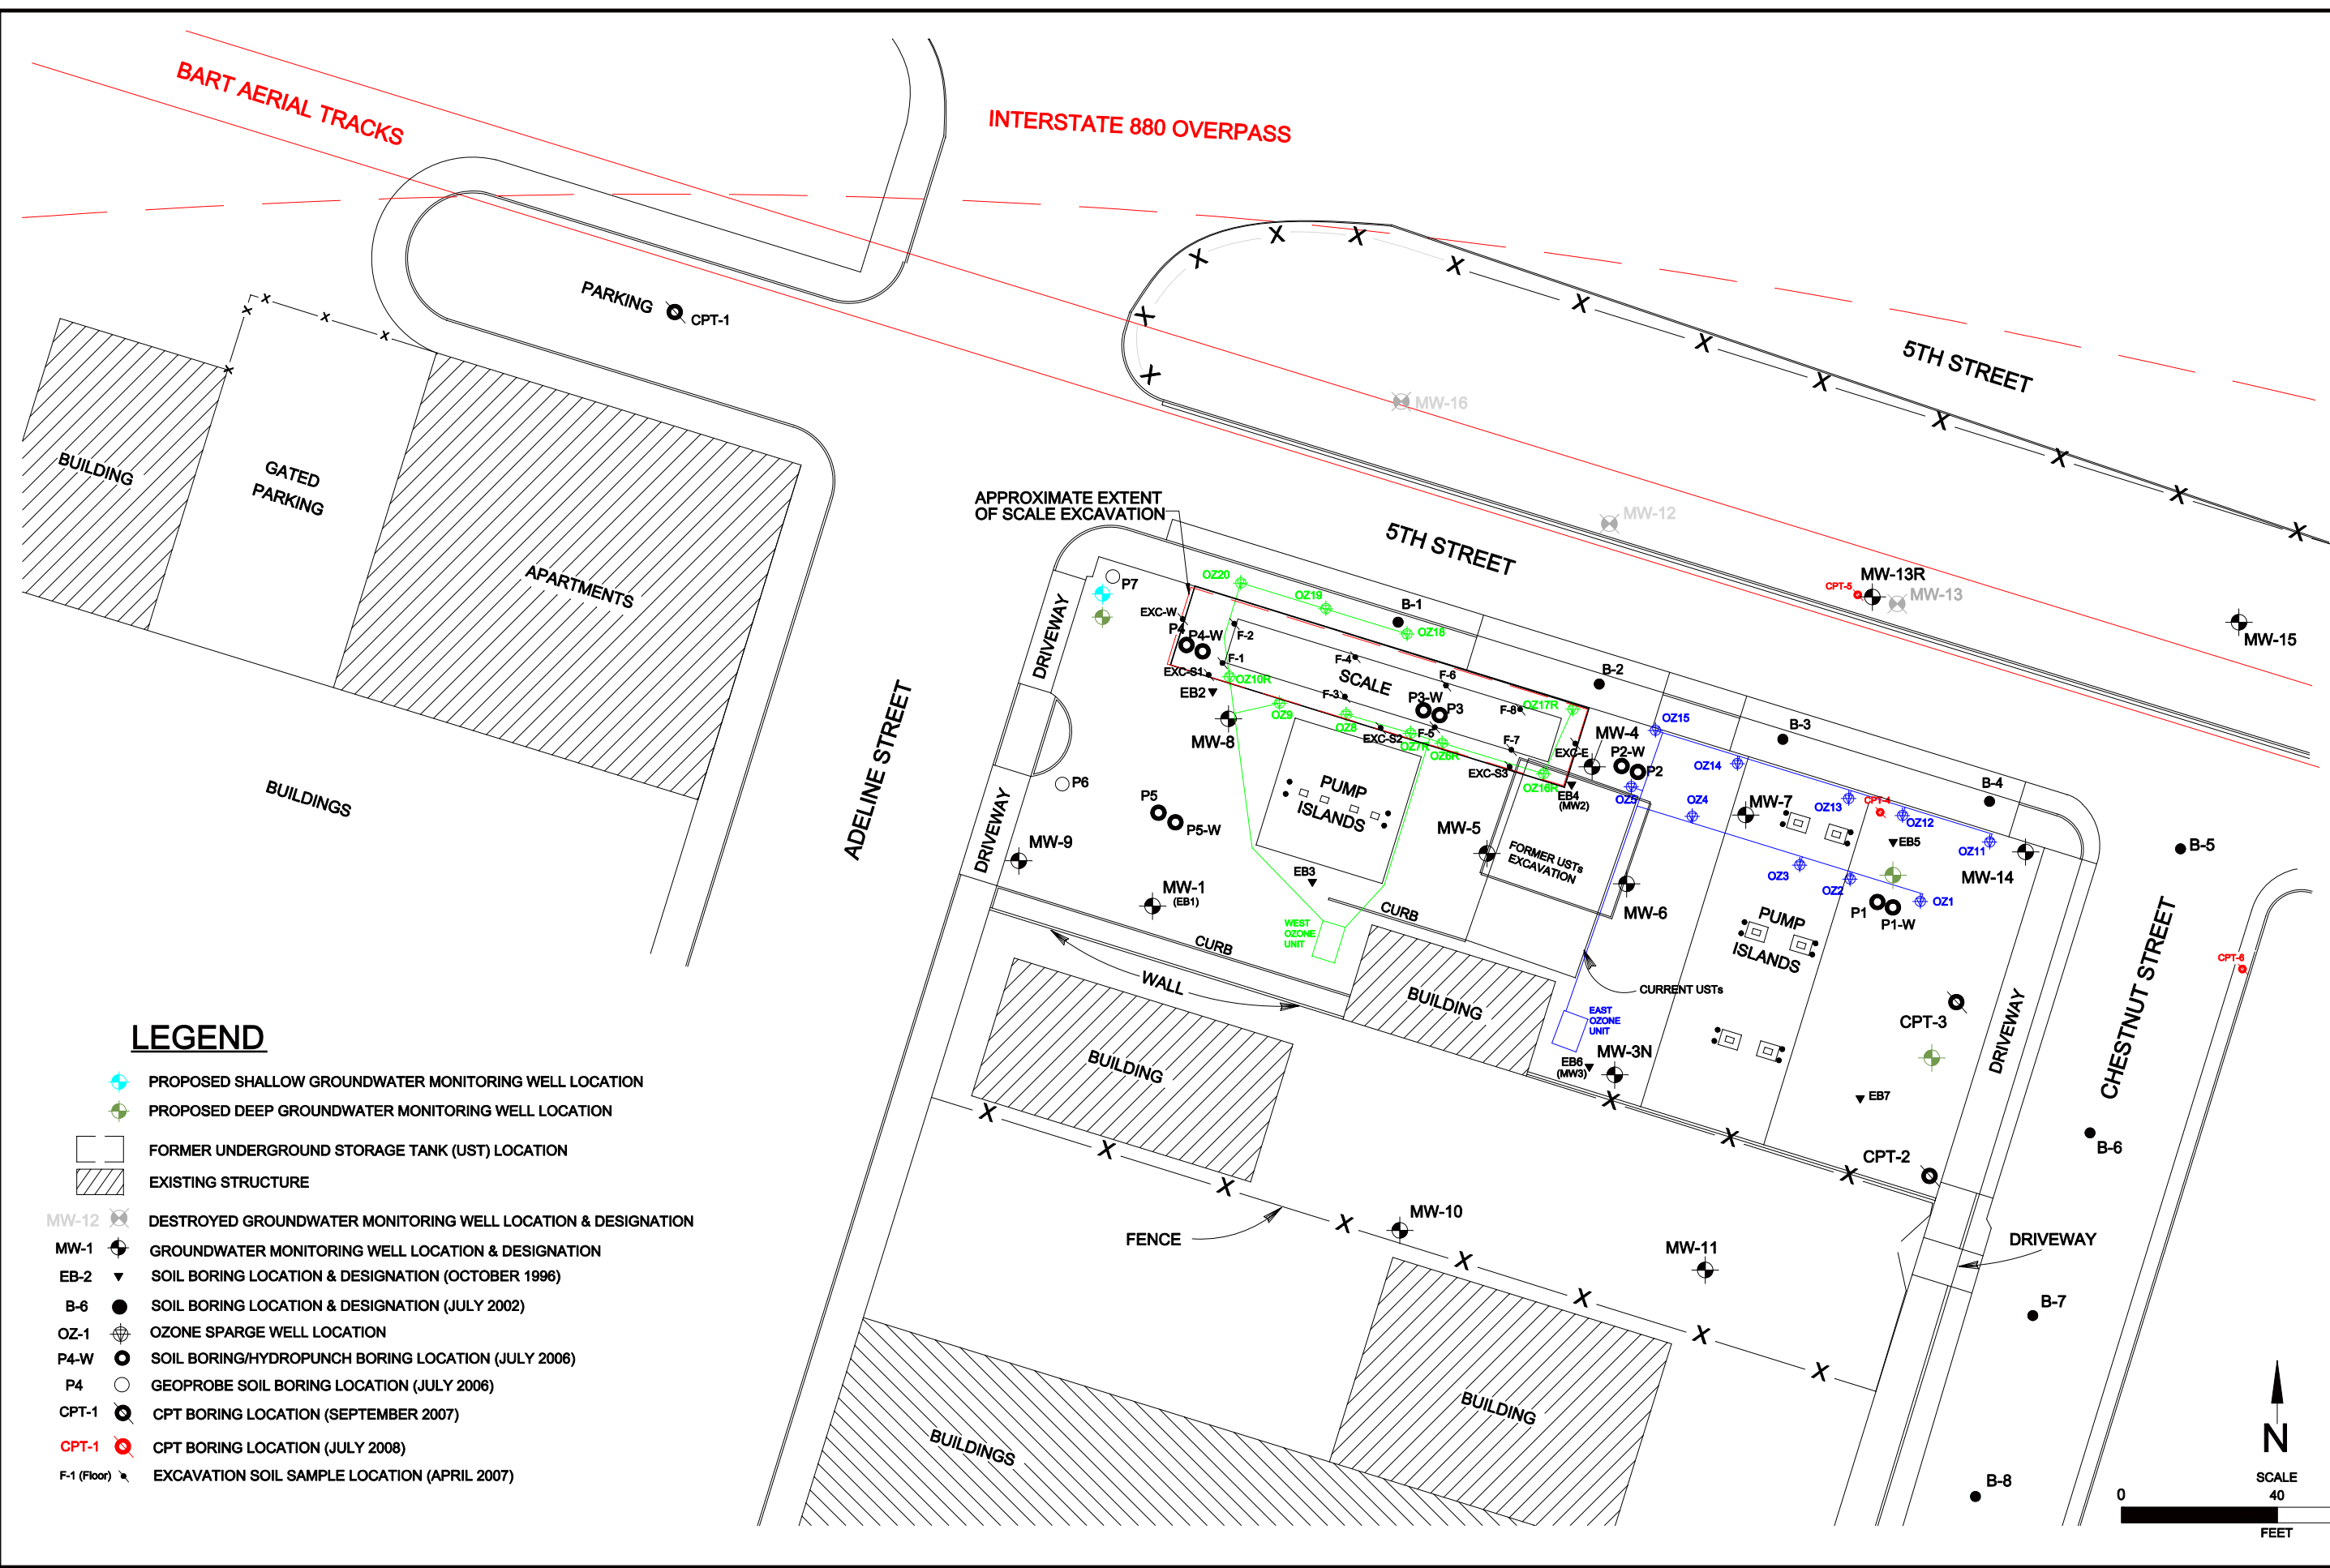 BART AERIAL TRACKS
INTERSTATE 880 OVERPASS
PARKING
CPT-1
5TH STREET
MW-16
BUILDING
GATED
PARKING
APARTMENTS
MW-12
APPROXIMATE EXTENT
OF SCALE EXCAVATION
5TH STREET
CPT-5
MW-13R
MW-13
MW-15
P7
OZ20
OZ19
B-1
OZ18
EXC-W
P4
P4-W
F-2
F-1
F-4
F-6
SCALE
B-2
EXC-S1
OZ10R
EB2
F-3
P3-W
P3
F-8
OZ17R
OZ9
OZ8
EXC-S2
F-5
OZ7R
OZ6R
F-7
EXC-S3
OZ16R
EXC-E
MW-4
P2-W
P2
OZ15
B-3
OZ14
OZ5
OZ4
EB4
(MW2)
MW-8
DRIVEWAY
ADELINE STREET
BUILDINGS
P6
P5
P5-W
PUMP
ISLANDS
MW-5
FORMER USTs
EXCAVATION
MW-6
MW-7
OZ13
CPT-4
OZ12
B-4
OZ11
EB5
MW-14
B-5
OZ3
OZ2
OZ1
P1
P1-W
DRIVEWAY
MW-9
MW-1
(EB1)
EB3
CURB
WEST
OZONE
UNIT
CURB
WALL
PUMP
ISLANDS
CURRENT USTs
BUILDING
EAST
OZONE
UNIT
CHESTNUT STREET
CPT-6
CPT-3
DRIVEWAY
BUILDING
EB6
(MW3)
MW-3N
EB7
B-6
CPT-2
FENCE
MW-10
MW-11
DRIVEWAY
B-7
BUILDING
BUILDINGS
B-8
LEGEND
PROPOSED SHALLOW GROUNDWATER MONITORING WELL LOCATION
PROPOSED DEEP GROUNDWATER MONITORING WELL LOCATION
FORMER UNDERGROUND STORAGE TANK (UST) LOCATION
EXISTING STRUCTURE
MW-12 DESTROYED GROUNDWATER MONITORING WELL LOCATION & DESIGNATION
MW-1 GROUNDWATER MONITORING WELL LOCATION & DESIGNATION
EB-2 SOIL BORING LOCATION & DESIGNATION (OCTOBER 1996)
B-6 SOIL BORING LOCATION & DESIGNATION (JULY 2002)
OZ-1 OZONE SPARGE WELL LOCATION
P4-W SOIL BORING/HYDROPUNCH BORING LOCATION (JULY 2006)
P4 GEOPROBE SOIL BORING LOCATION (JULY 2006)
CPT-1 CPT BORING LOCATION (SEPTEMBER 2007)
CPT-1 CPT BORING LOCATION (JULY 2008)
F-1 (Floor) EXCAVATION SOIL SAMPLE LOCATION (APRIL 2007)
N
SCALE
0 40
FEET